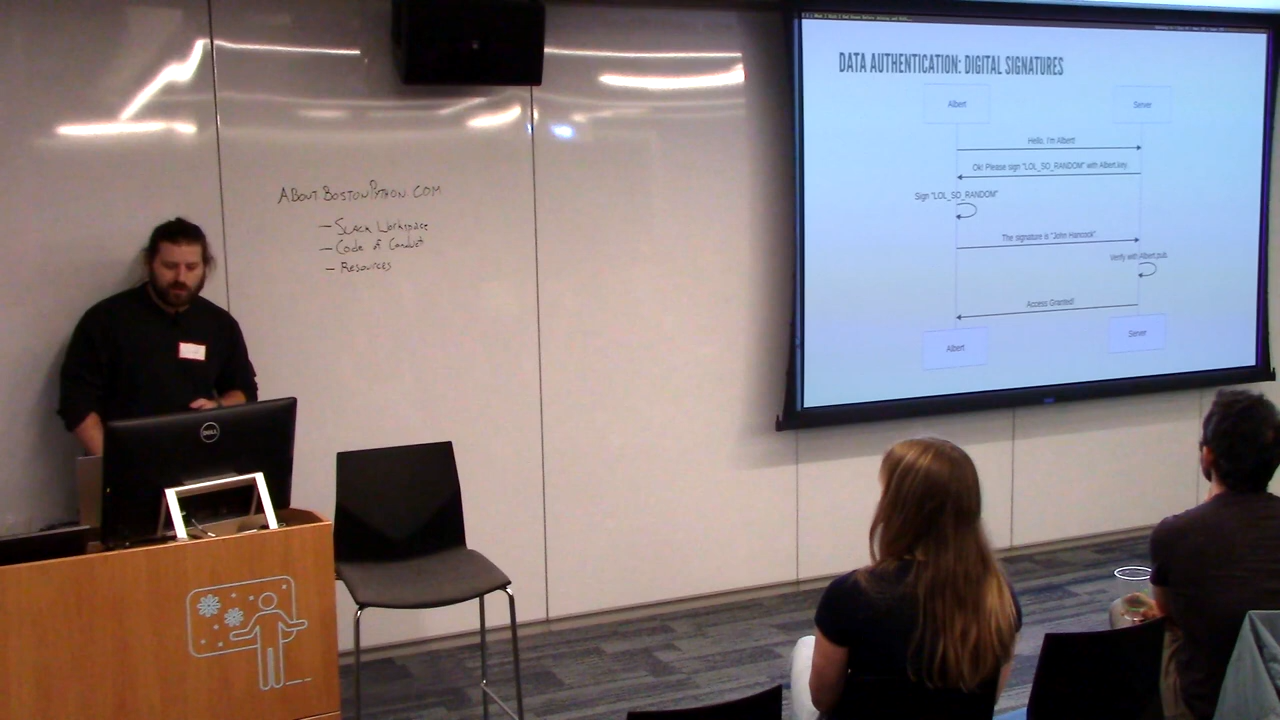 DATA AUTHENTICATION: DIGITAL SIGNATURES
Albert
Server
Hello, I'm Albert!
Ok! Please sign "LOL_SO_RANDOM" with Albert.key.
Sign "LOL_SO_RANDOM"
The signature is "John Hancock"
Verify with Albert.pub.
Access Granted!
Albert
Server
ABOUT.BOSTONPYTHON.COM
- SLACK WORKSPACE
- CODE OF CONDUCT
- RESOURCES
DELL